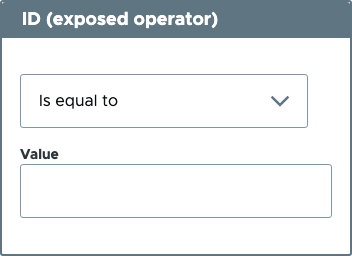 ID (exposed operator)
Is equal to
Value